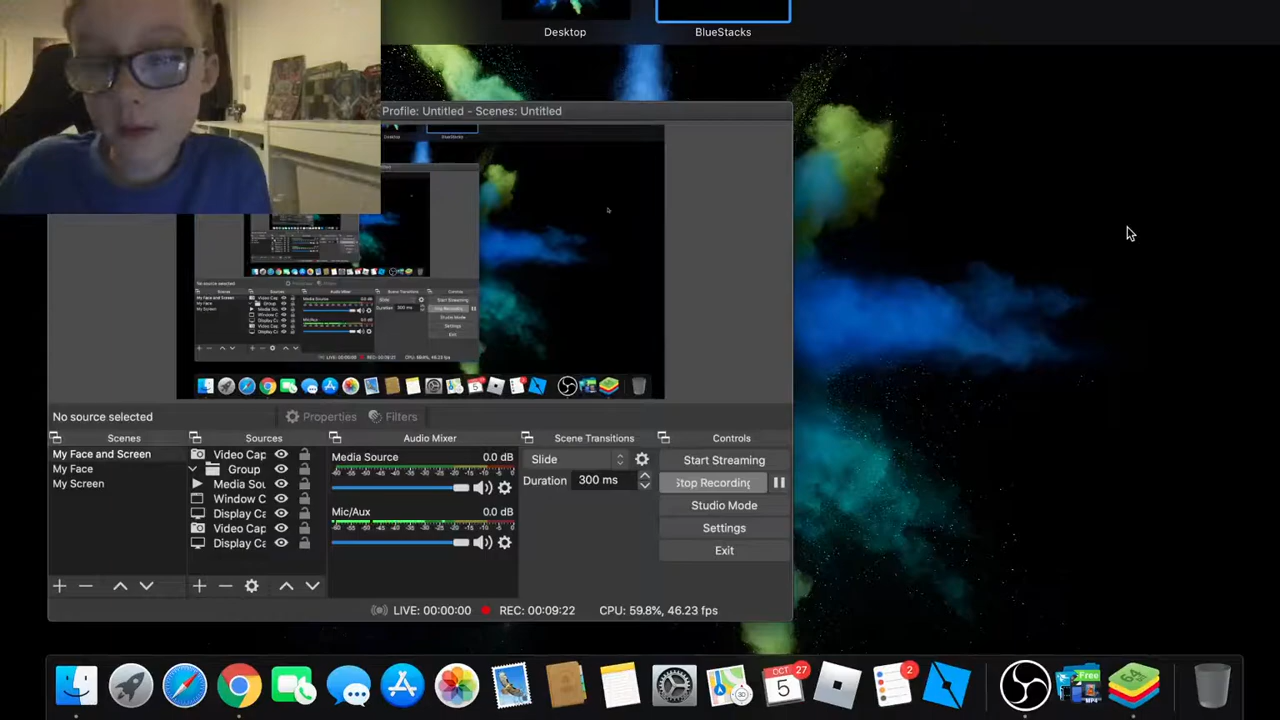 Desktop
BlueStacks
Profile: Untitled - Scenes: Untitled
No source selected
Properties
Filters
Scenes
Sources
Audio Mixer
Scene Transitions
Controls
My Face and Screen
My Face
My Screen
Video Cap
Group
Media Sou
Window C
Display Ca
Video Cap
Display Ca
Media Source 0.0 dB
Mic/Aux 0.0 dB
Slide
Duration 300 ms
Start Streaming
Stop Recording
Studio Mode
Settings
Exit
LIVE: 00:00:00
REC: 00:09:22
CPU: 59.8%, 46.23 fps
OCT
5
27
2
Free
MP4